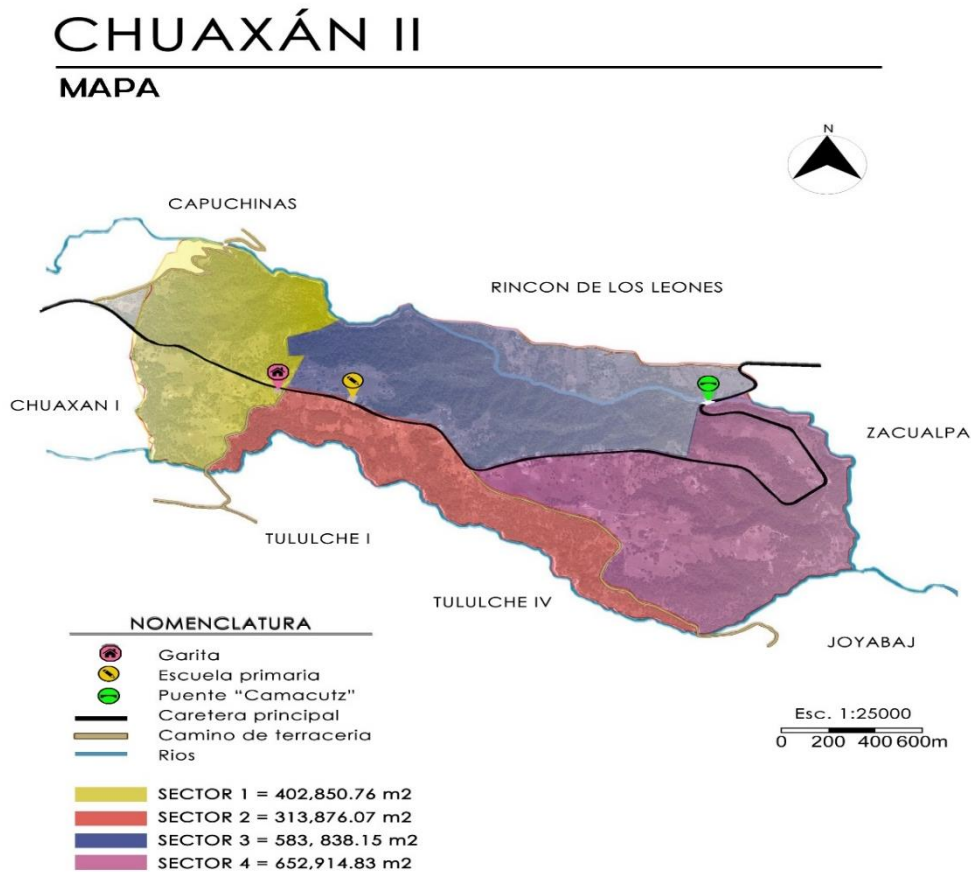 CHUAXÁN II
MAPA
N
CAPUCHINAS
RINCON DE LOS LEONES
CHUAXAN I
ZACUALPA
TULULCHE I
TULULCHE IV
JOYABAJ
NOMENCLATURA
Garita
Escuela primaria
Puente “Camacutz”
Caretera principal
Camino de terraceria
Rios
Esc. 1:25000
0 200 400 600m
SECTOR 1 = 402,850.76 m2
SECTOR 2 = 313,876.07 m2
SECTOR 3 = 583, 838.15 m2
SECTOR 4 = 652,914.83 m2